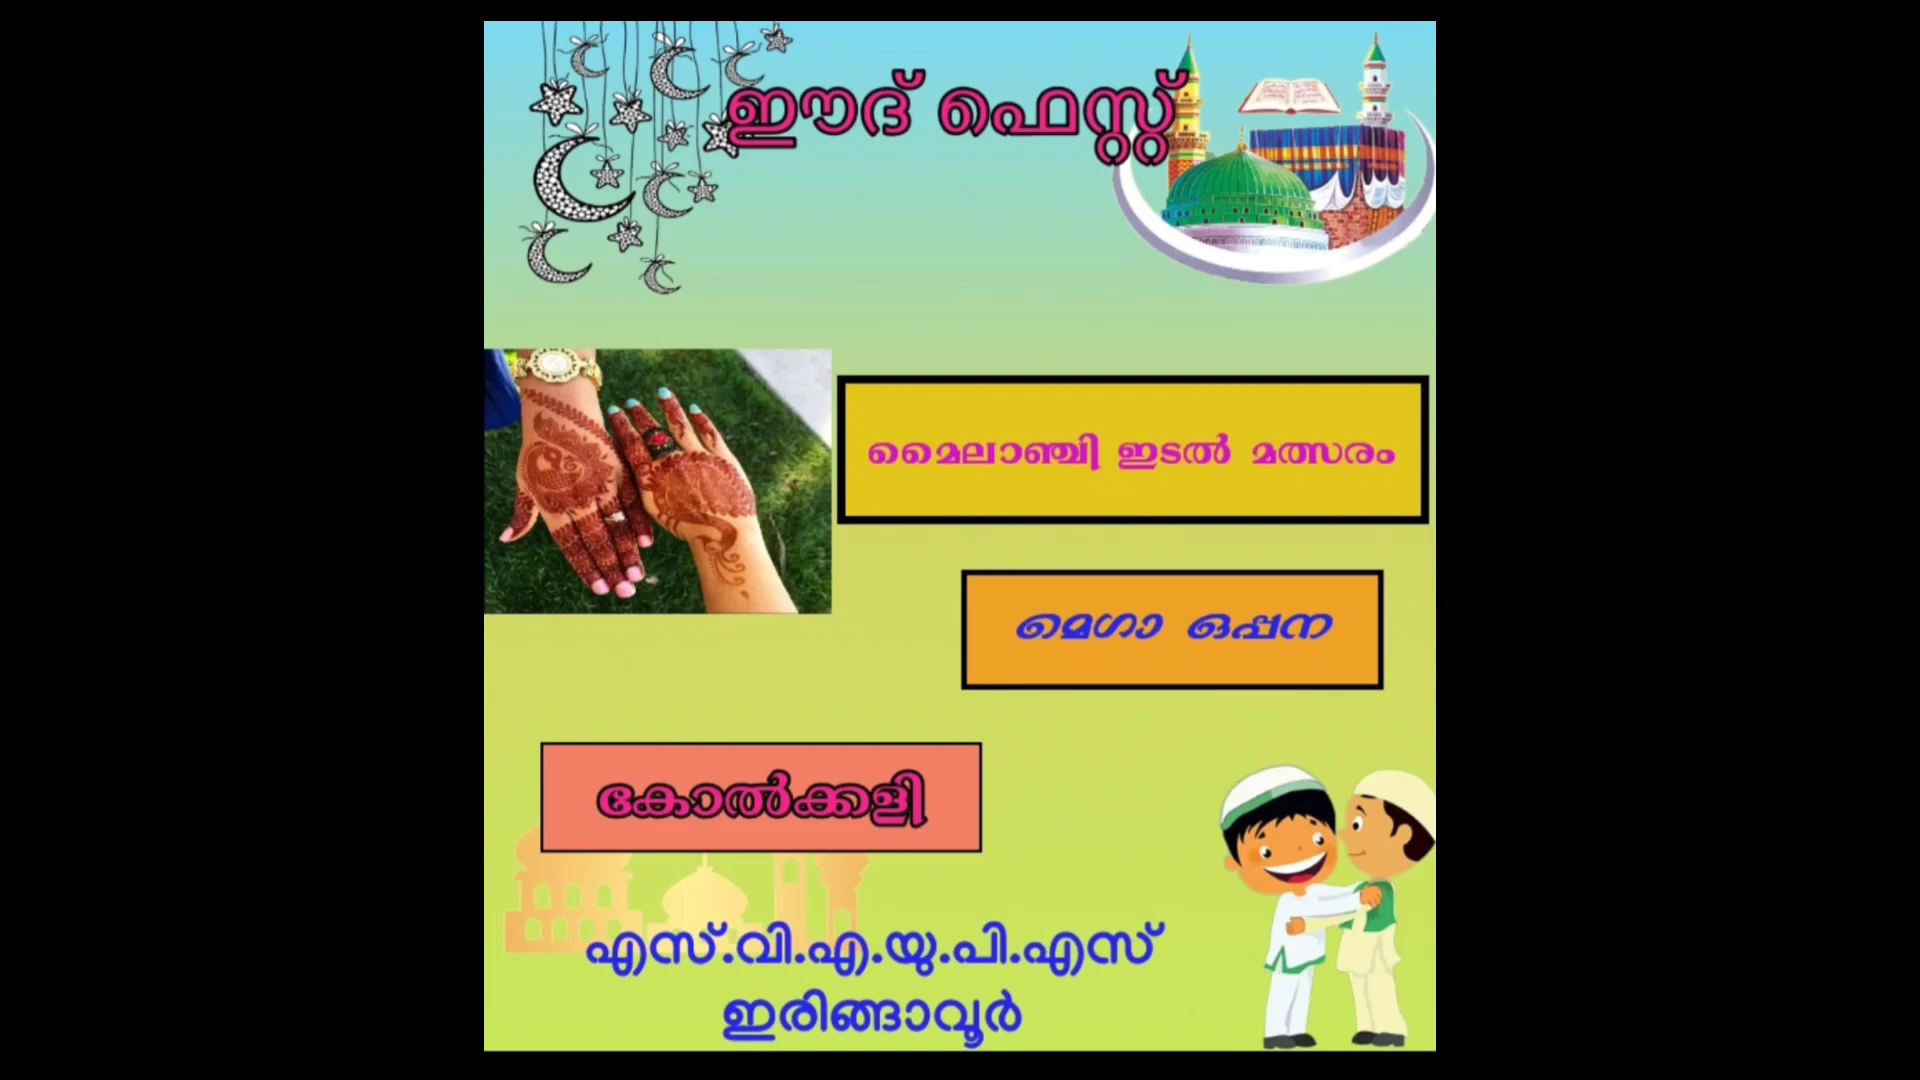 ഈദ് ഫെസ്റ്റ്
മൈലാഞ്ചി ഇടൽ മത്സരം
മെഗാ ഒപ്പന
കോൽക്കളി
എസ്.വി.എ.യു.പി.എസ്
ഇരിങ്ങാവൂർ